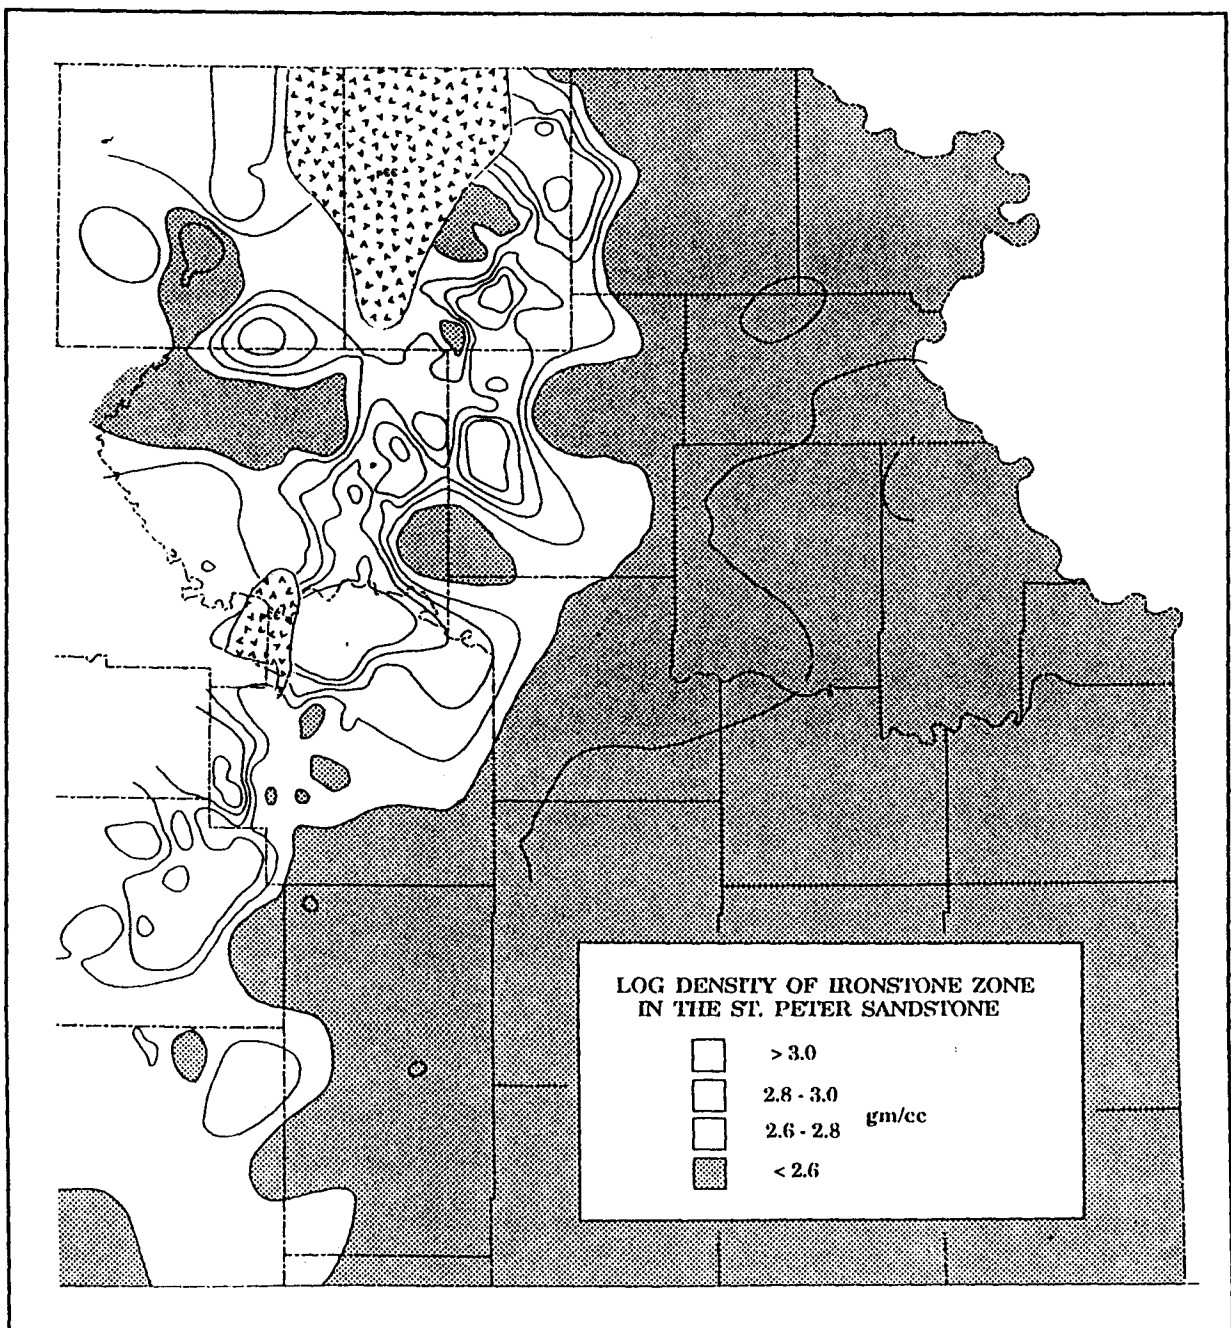 LOG DENSITY OF IRONSTONE ZONE
IN THE ST. PETER SANDSTONE
> 3.0
2.8 - 3.0
gm/cc
2.6 - 2.8
< 2.6